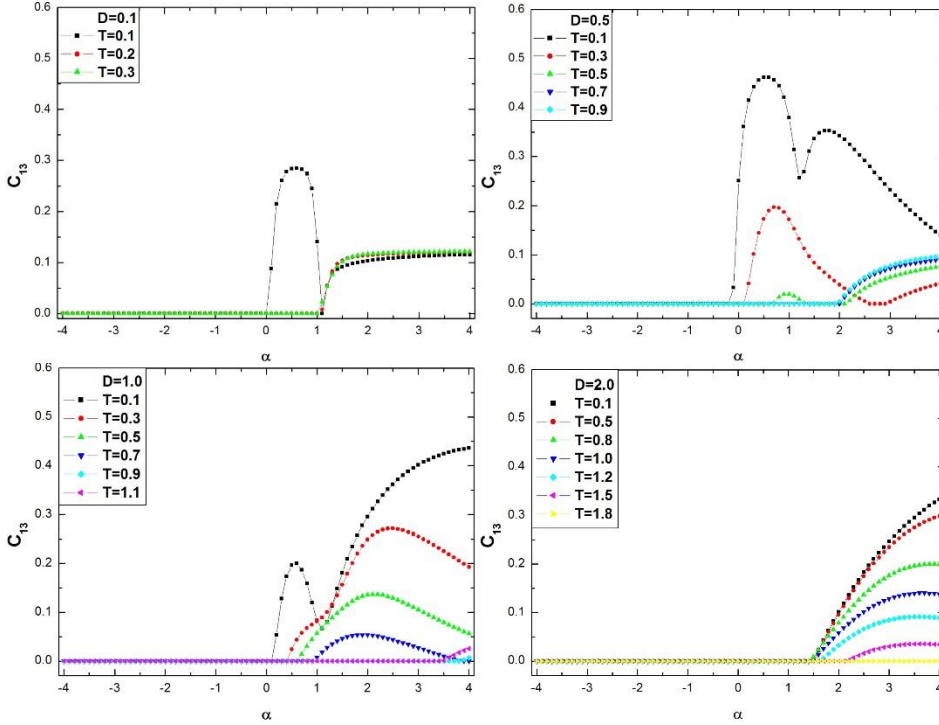 D=0.1
T=0.1
T=0.2
T=0.3
C13
0.6
0.5
0.4
0.3
0.2
0.1
0.0
-4 -3 -2 -1 0 1 2 3 4
α
D=0.5
T=0.1
T=0.3
T=0.5
T=0.7
T=0.9
C13
0.6
0.5
0.4
0.3
0.2
0.1
0.0
-4 -3 -2 -1 0 1 2 3 4
α
D=1.0
T=0.1
T=0.3
T=0.5
T=0.7
T=0.9
T=1.1
C13
0.6
0.5
0.4
0.3
0.2
0.1
0.0
-4 -3 -2 -1 0 1 2 3 4
α
D=2.0
T=0.1
T=0.5
T=0.8
T=1.0
T=1.2
T=1.5
T=1.8
C13
0.6
0.5
0.4
0.3
0.2
0.1
0.0
-4 -3 -2 -1 0 1 2 3 4
α